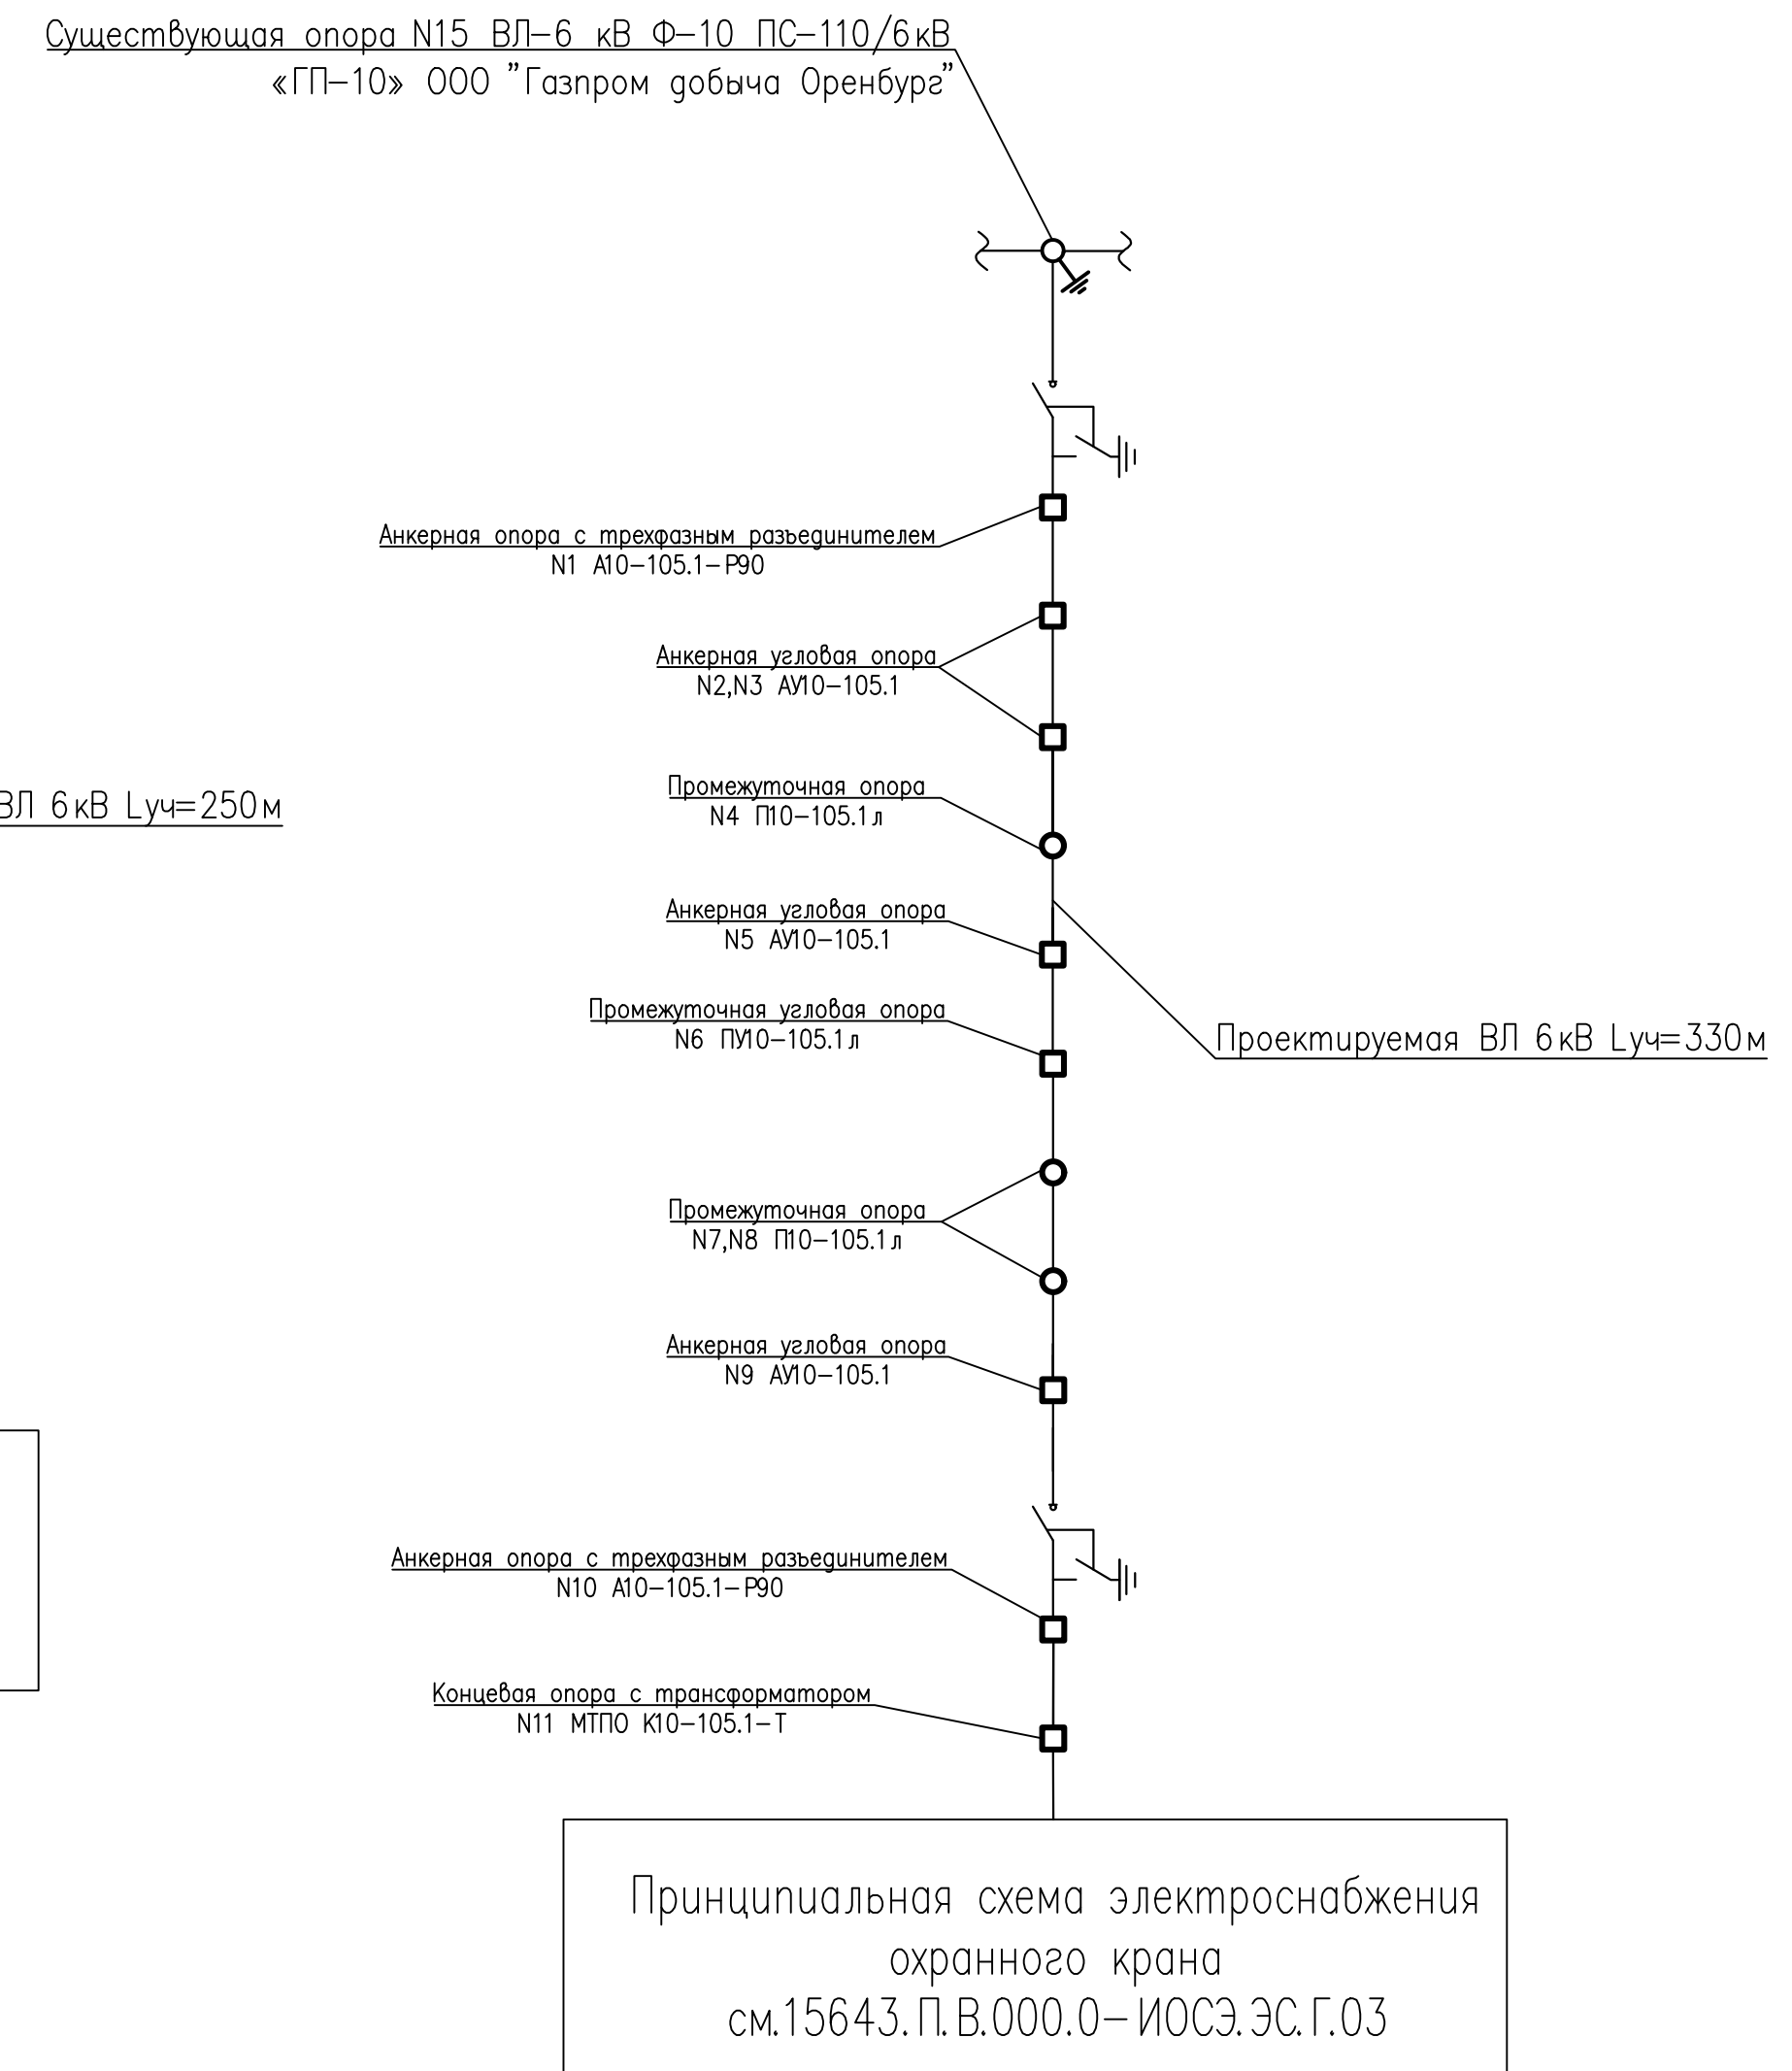 Существующая опора N15 ВЛ-6 кВ Ф-10 ПС-110/6кВ
«ГП-10» ООО "Газпром добыча Оренбург"
Анкерная опора с трехфазным разъединителем
N1 А10-105.1-Р90
Анкерная угловая опора
N2,N3 АУ10-105.1
Промежуточная опора
N4 П10-105.1л
ВЛ 6кВ Lуч=250м
Анкерная угловая опора
N5 АУ10-105.1
Промежуточная угловая опора
N6 ПУ10-105.1л
Проектируемая ВЛ 6кВ Lуч=330м
Промежуточная опора
N7,N8 П10-105.1л
Анкерная угловая опора
N9 АУ10-105.1
Анкерная опора с трехфазным разъединителем
N10 А10-105.1-Р90
Концевая опора с трансформатором
N11 МТПО К10-105.1-Т
Принципиальная схема электроснабжения
охранного крана
см.15643.П.В.000.0-ИОСЭ.ЭС.Г.03